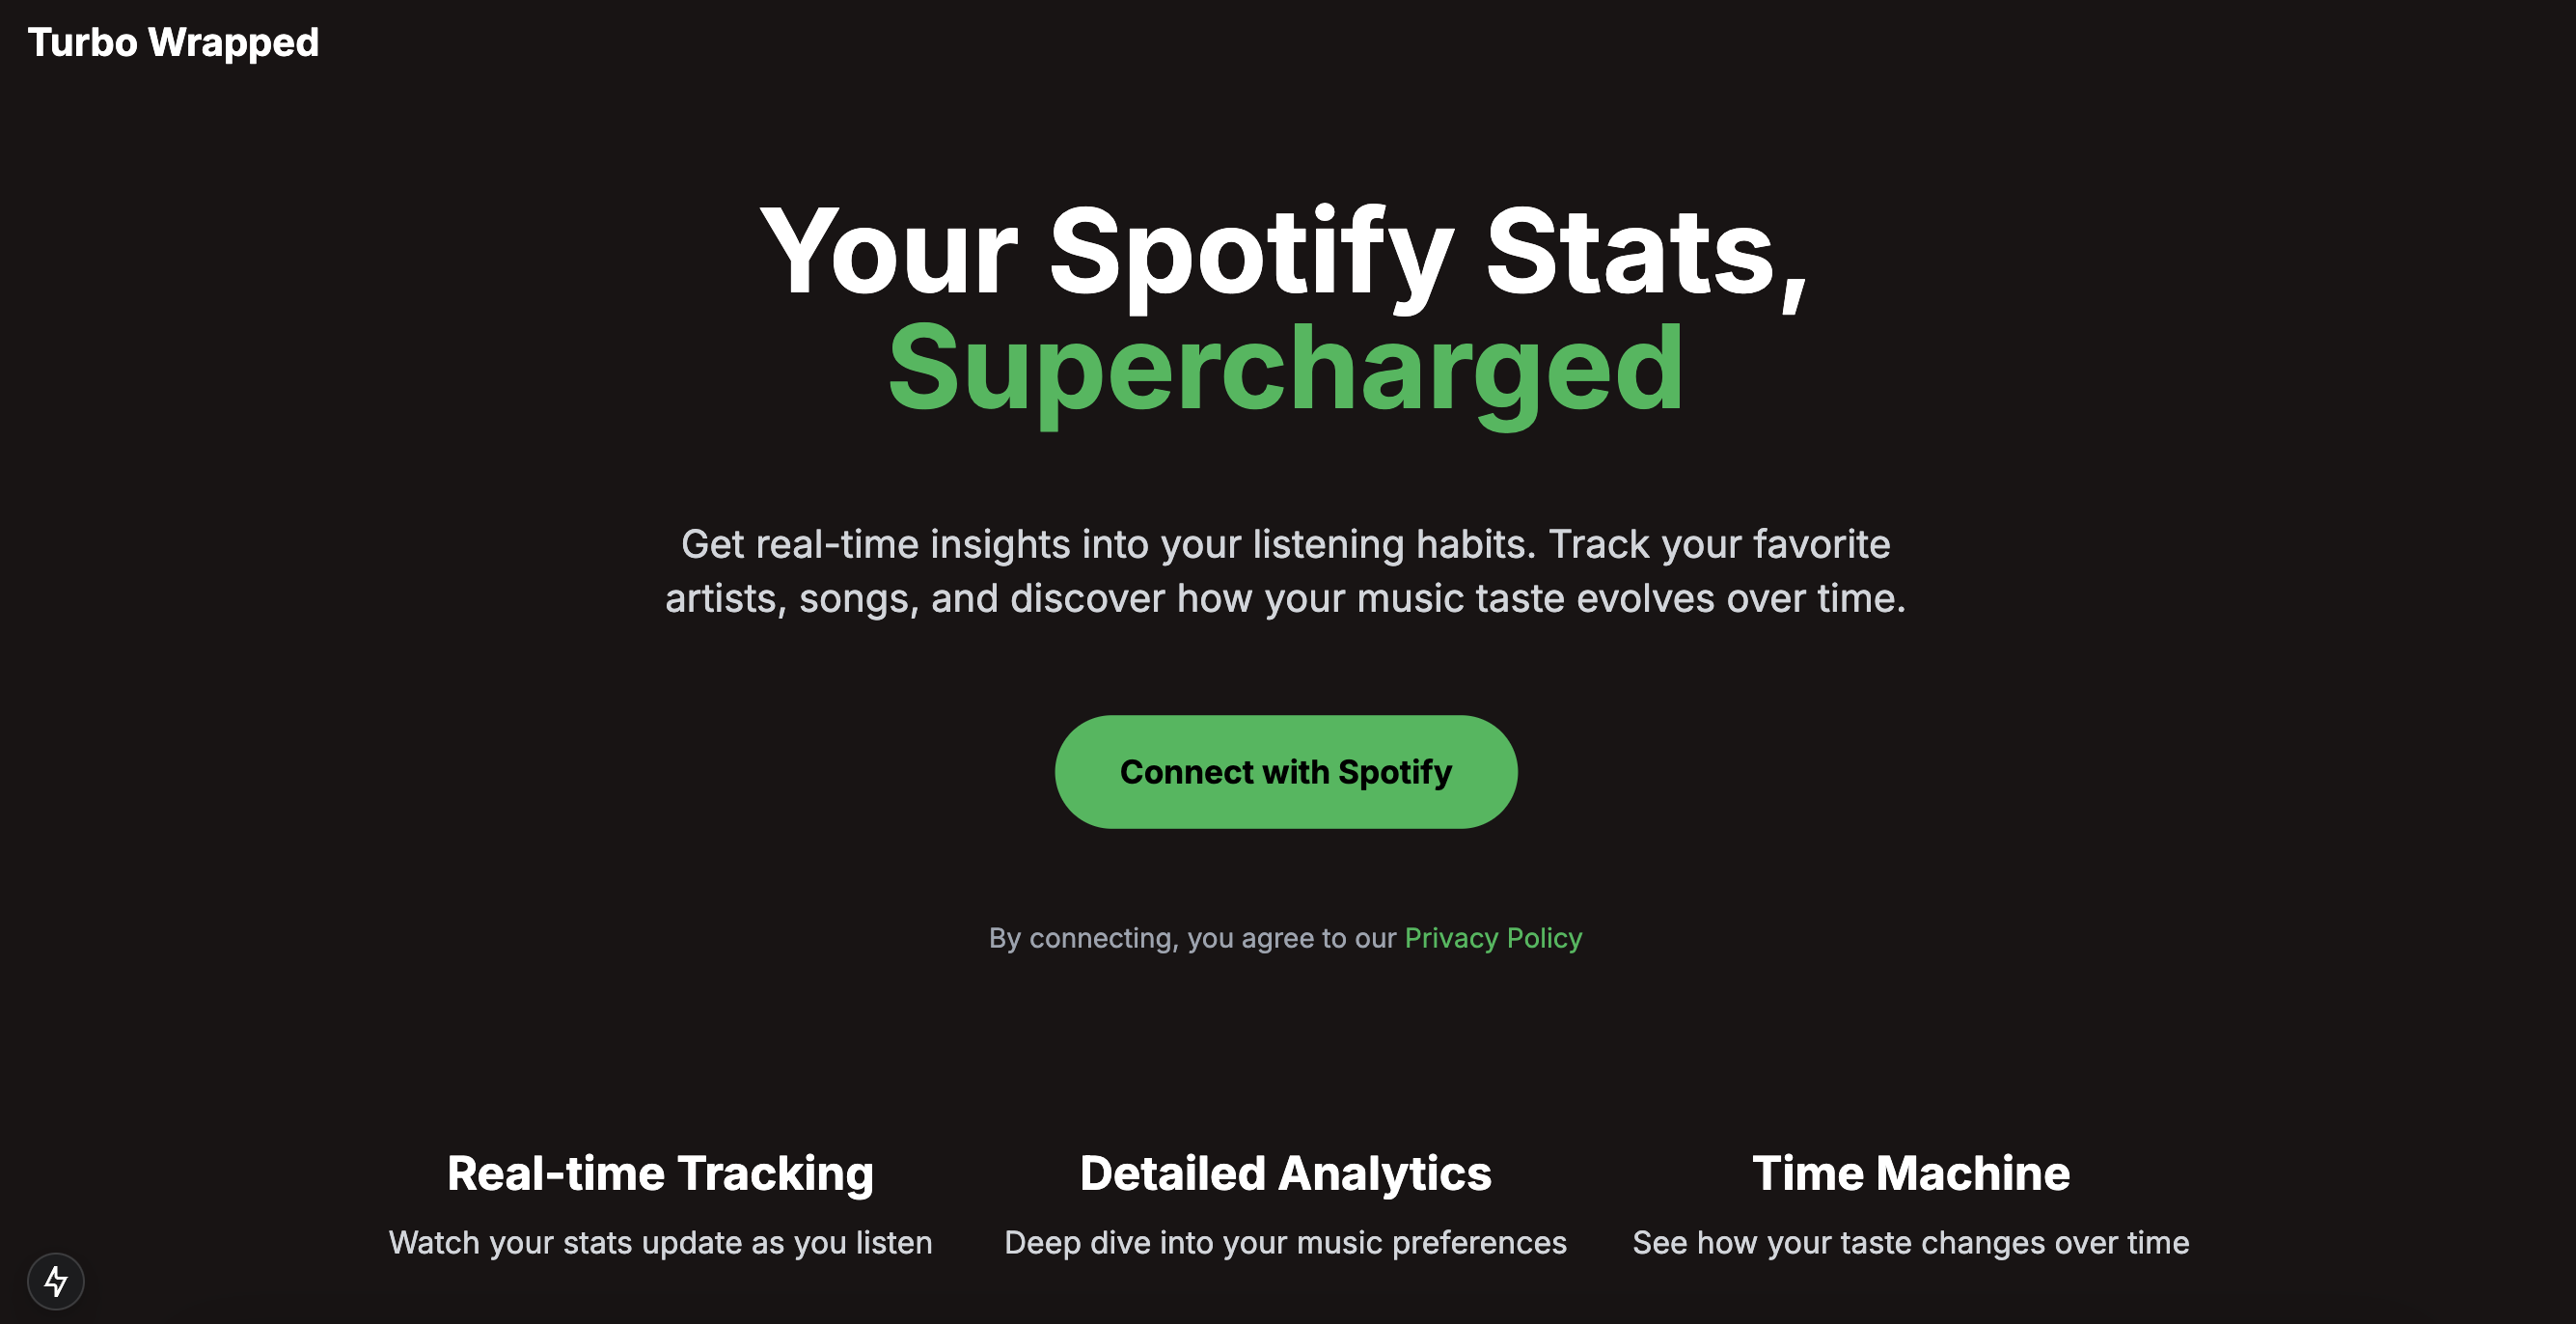 Turbo Wrapped
Your Spotify Stats,
Supercharged
Get real-time insights into your listening habits. Track your favorite
artists, songs, and discover how your music taste evolves over time.
Connect with Spotify
By connecting, you agree to our Privacy Policy
Real-time Tracking
Watch your stats update as you listen
Detailed Analytics
Deep dive into your music preferences
Time Machine
See how your taste changes over time